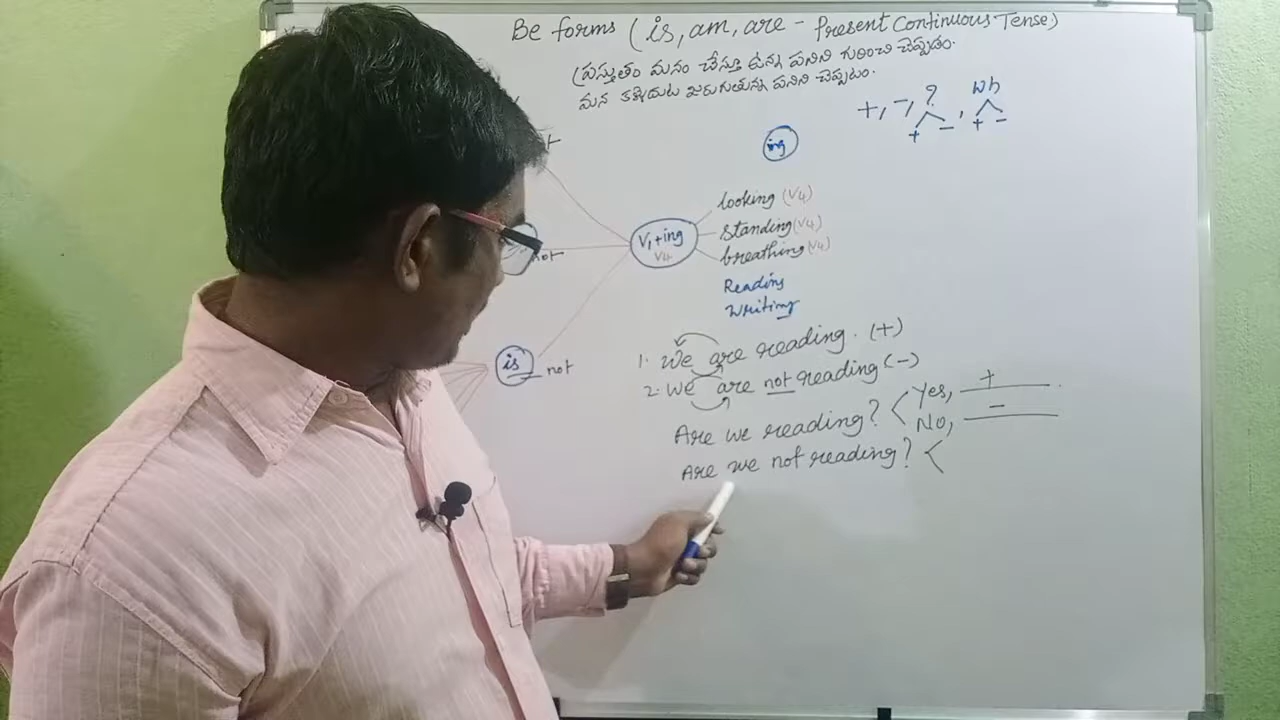 Be forms (is, am, are - Present Continuous Tense)
(ప్రస్తుతం మనం చేస్తూ ఉన్న పనిని గురించి చెప్పడం.
మన కళ్ళెదుట జరుగుతున్న పనిని చెప్పటం.
+, -, ? , wh
+ - + -
ing
looking (V4)
V1+ing
V4
standing (V4)
not
breathing (V4)
Reading
Writing
1. We are reading. (+)
is not
2. We are not reading (-)
Are we reading? < Yes, +
No, -
Are we not reading? <